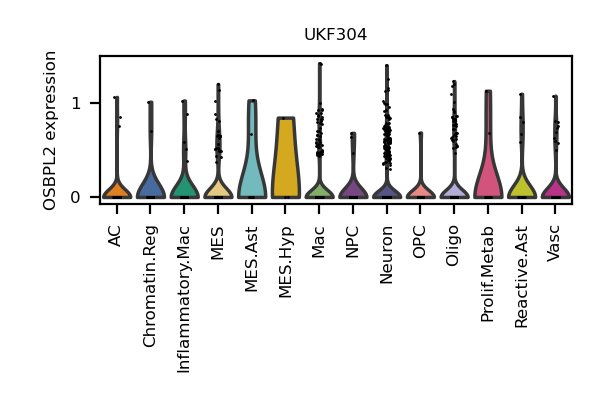 UKF304
OSBPL2 expression
1
0
AC
Chromatin.Reg
Inflammatory.Mac
MES
MES.Ast
MES.Hyp
Mac
NPC
Neuron
OPC
Oligo
Prolif.Metab
Reactive.Ast
Vasc